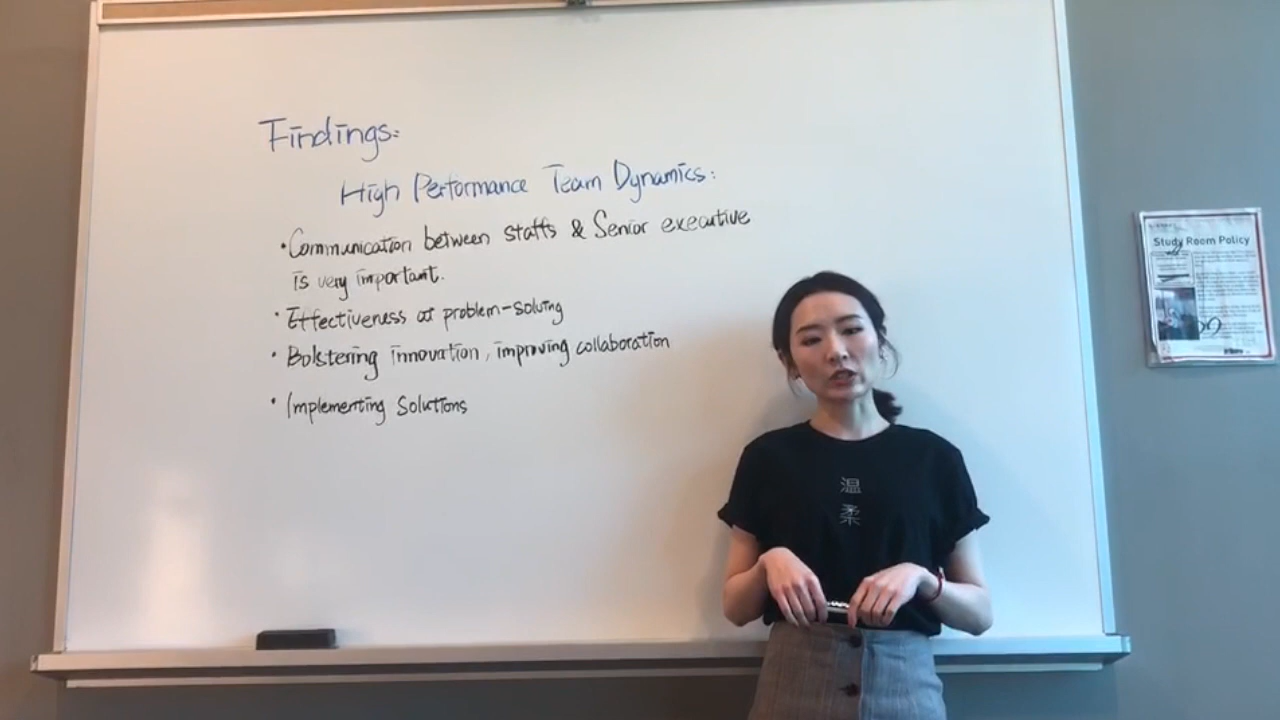 Findings:
High Performance Team Dynamics:
• Communication between staffs & Senior executive
is very important.
• Effectiveness at problem-solving
• Bolstering innovation, improving collaboration
• Implementing Solutions
温
柔
Study Room Policy